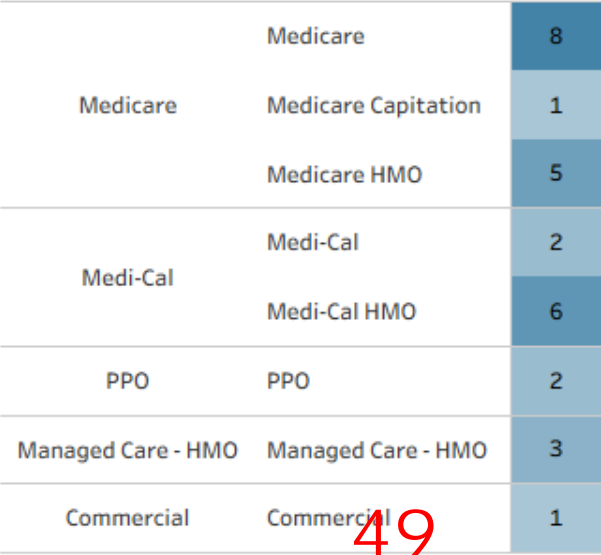 Medicare 8
Medicare Medicare Capitation 1
Medicare HMO 5
Medi-Cal 2
Medi-Cal
Medi-Cal HMO 6
PPO PPO 2
Managed Care - HMO Managed Care - HMO 3
Commercial Commercial 1
49